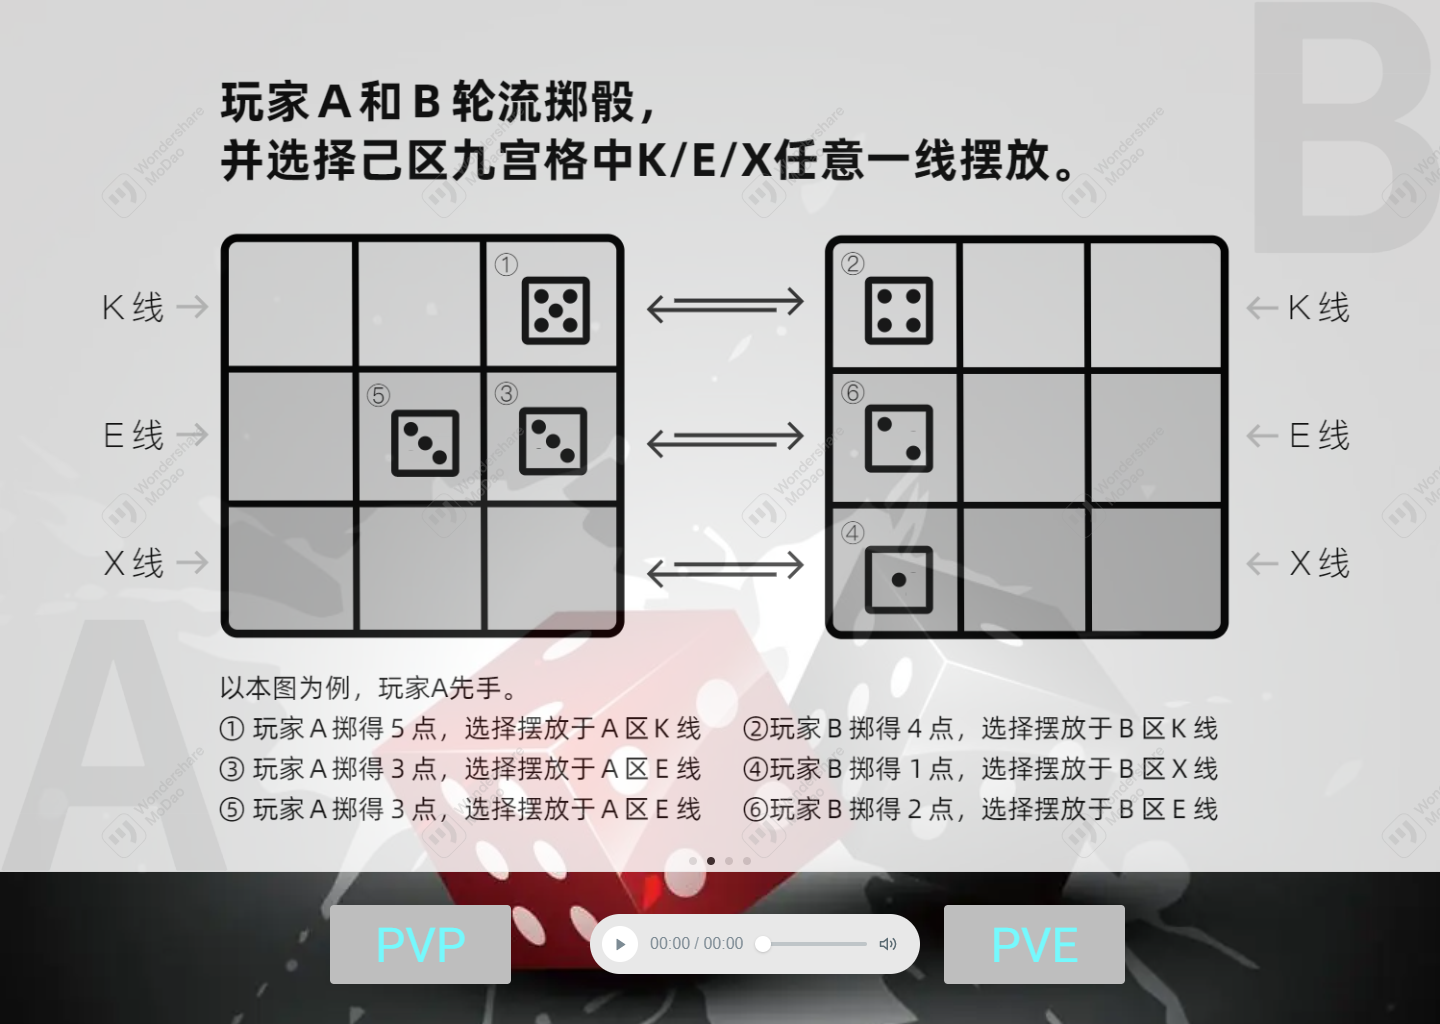 B
玩家A和B轮流掷骰，
并选择己区九宫格中K/E/X任意一线摆放。
① ②
K线 K线
⑤ ③ ⑥
E线 E线
④
X线 X线
A
以本图为例，玩家A先手。
① 玩家A掷得5点，选择摆放于A区K线 ②玩家B掷得4点，选择摆放于B区K线
③ 玩家A掷得3点，选择摆放于A区E线 ④玩家B掷得1点，选择摆放于B区X线
⑤ 玩家A掷得3点，选择摆放于A区E线 ⑥玩家B掷得2点，选择摆放于B区E线
PVP 00:00 / 00:00 PVE
Wondershare
MoDao